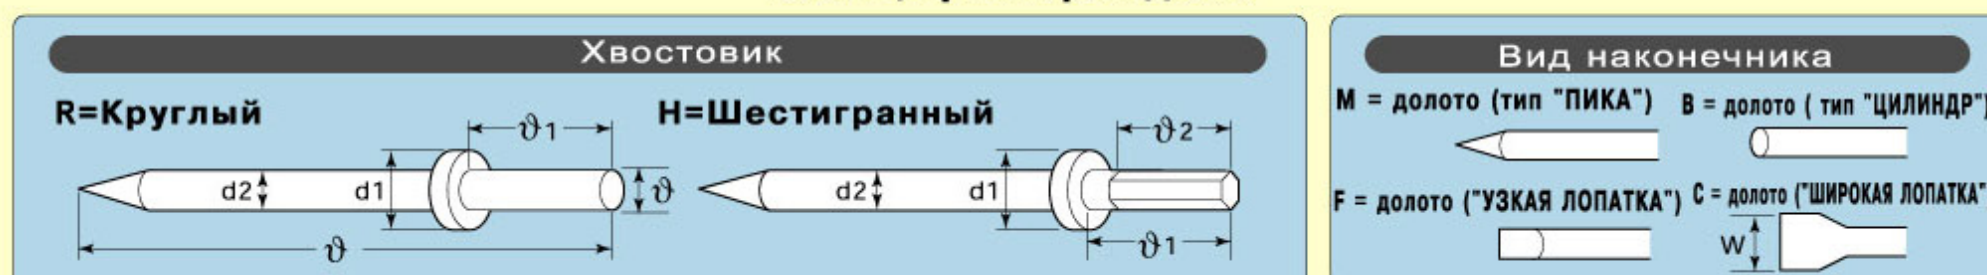 Хвостовик
R=Круглый
H=Шестигранный
ϑ1
ϑ2
d2
d1
ϑ
d2
d1
ϑ
ϑ1
Вид наконечника
M = долото (тип "ПИКА")
B = долото ( тип "ЦИЛИНДР")
F = долото ("УЗКАЯ ЛОПАТКА")
C = долото ("ШИРОКАЯ ЛОПАТКА"
W